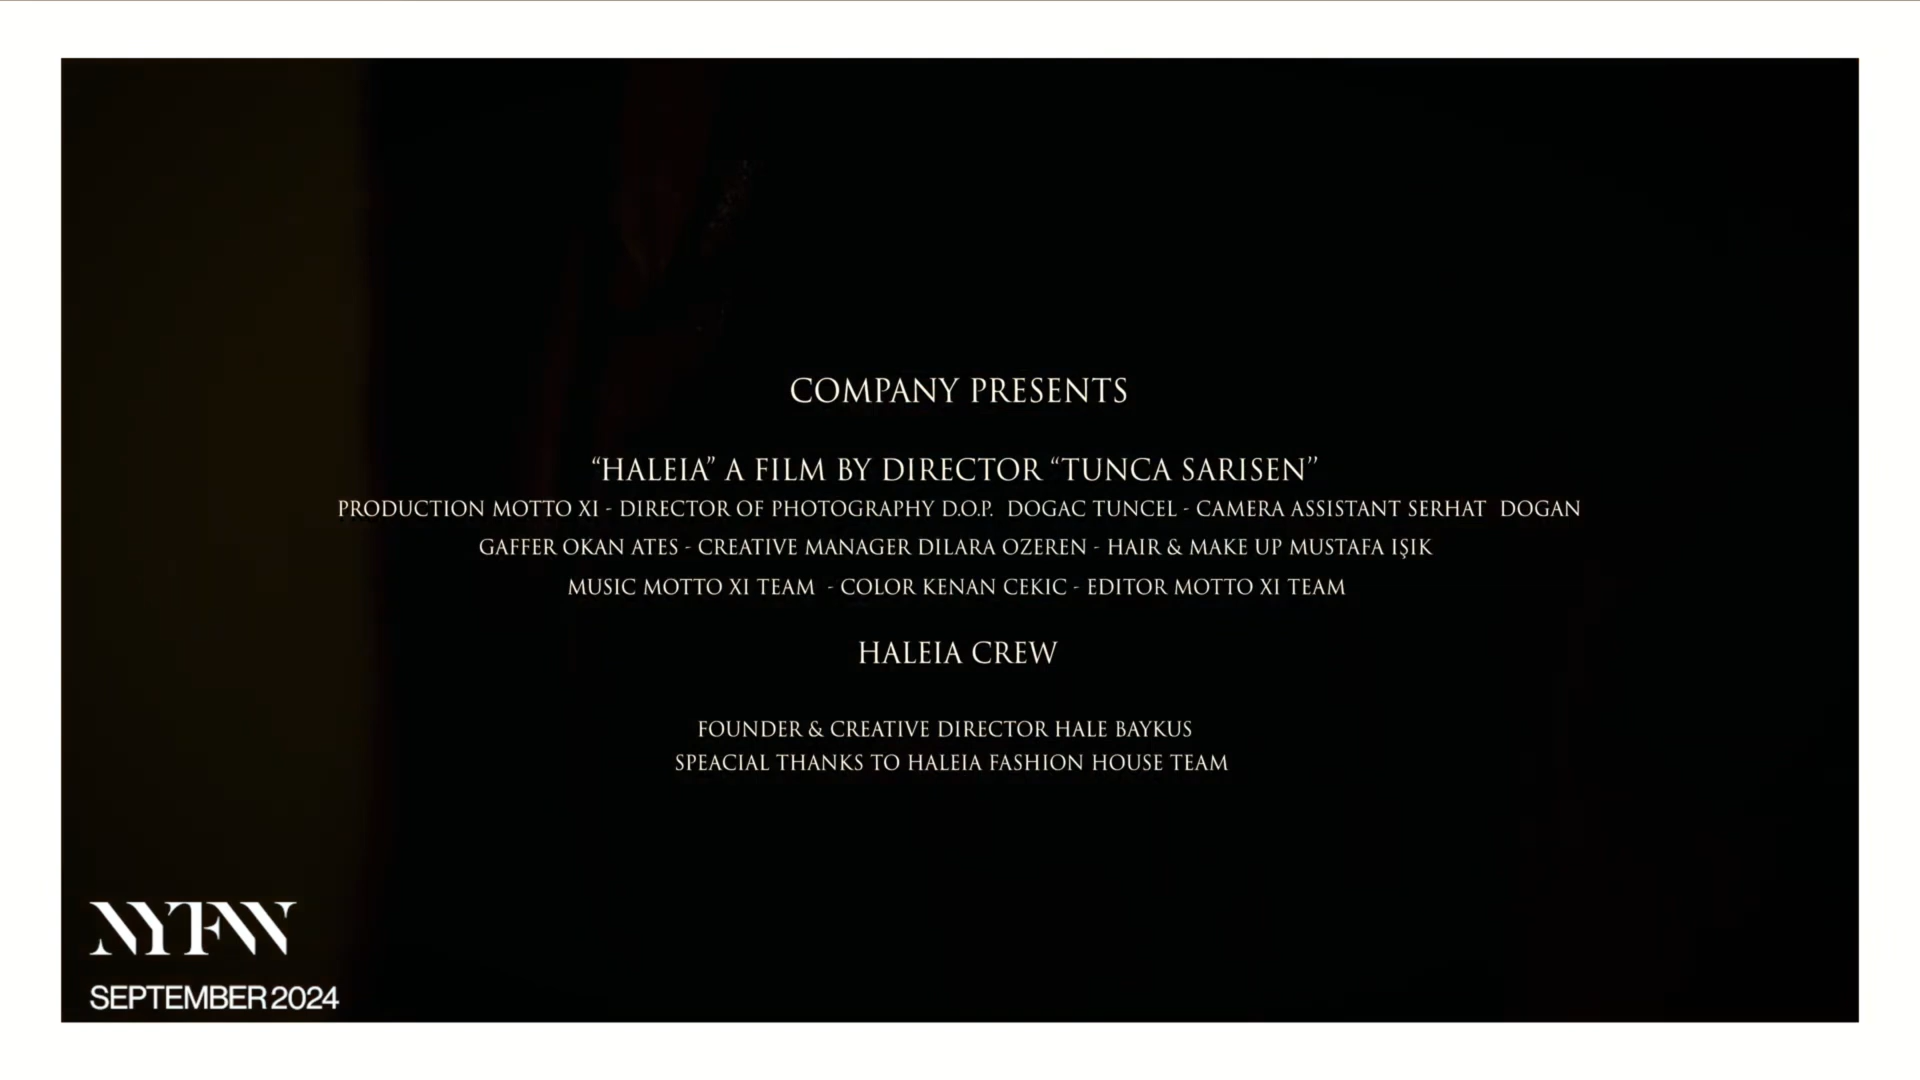 COMPANY PRESENTS
“HALEIA” A FILM BY DIRECTOR “TUNCA SARISEN’’
PRODUCTION MOTTO XI - DIRECTOR OF PHOTOGRAPHY D.O.P. DOGAC TUNCEL - CAMERA ASSISTANT SERHAT DOGAN
GAFFER OKAN ATES - CREATIVE MANAGER DILARA OZEREN - HAIR & MAKE UP MUSTAFA IŞIK
MUSIC MOTTO XI TEAM - COLOR KENAN CEKIC - EDITOR MOTTO XI TEAM
HALEIA CREW
FOUNDER & CREATIVE DIRECTOR HALE BAYKUS
SPEACIAL THANKS TO HALEIA FASHION HOUSE TEAM
NYFW
SEPTEMBER 2024